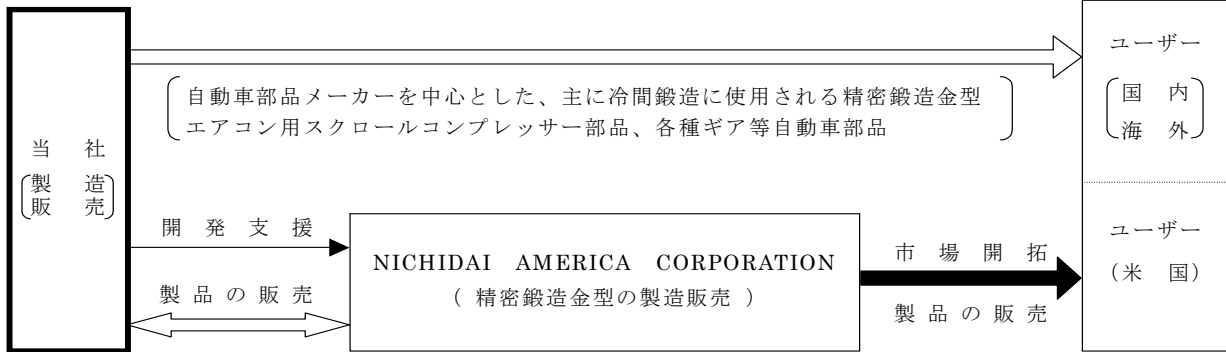 ユーザー
国内
海外
自動車部品メーカーを中心とした、主に冷間鍛造に使用される精密鍛造金型
エアコン用スクロールコンプレッサー部品、各種ギア等自動車部品
当社
製造
販売
開発支援
製品の販売
NICHIDAI AMERICA CORPORATION
(精密鍛造金型の製造販売)
市場開拓
製品の販売
ユーザー
(米国)